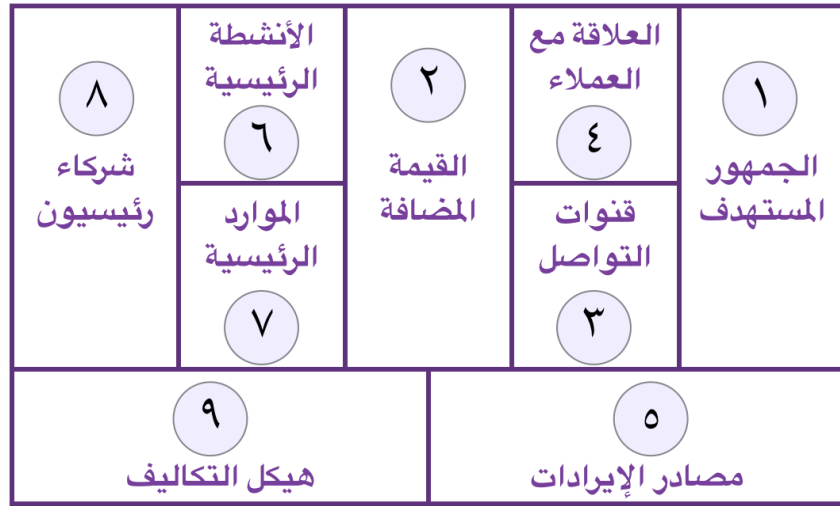 ١
الجمهور
المستهدف
العلاقة مع
العملاء
٤
قنوات
التواصل
٣
٢
القيمة
المضافة
الأنشطة
الرئيسية
٦
الموارد
الرئيسية
٧
٨
شركاء
رئيسيون
٥
مصادر الإيرادات
٩
هيكل التكاليف